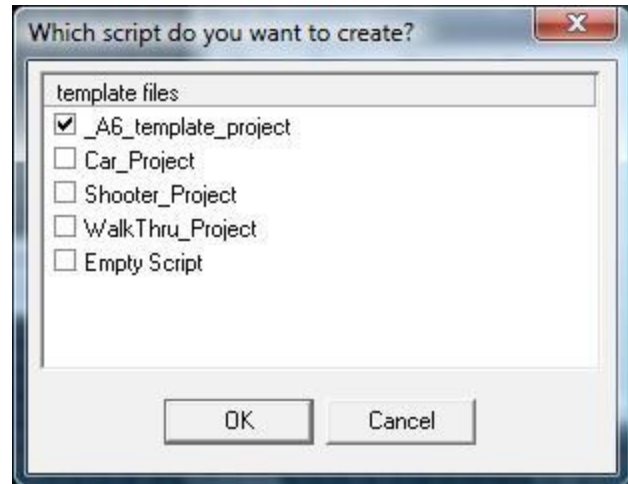 Which script do you want to create?
template files
_A6_template_project
Car_Project
Shooter_Project
WalkThru_Project
Empty Script
OK Cancel